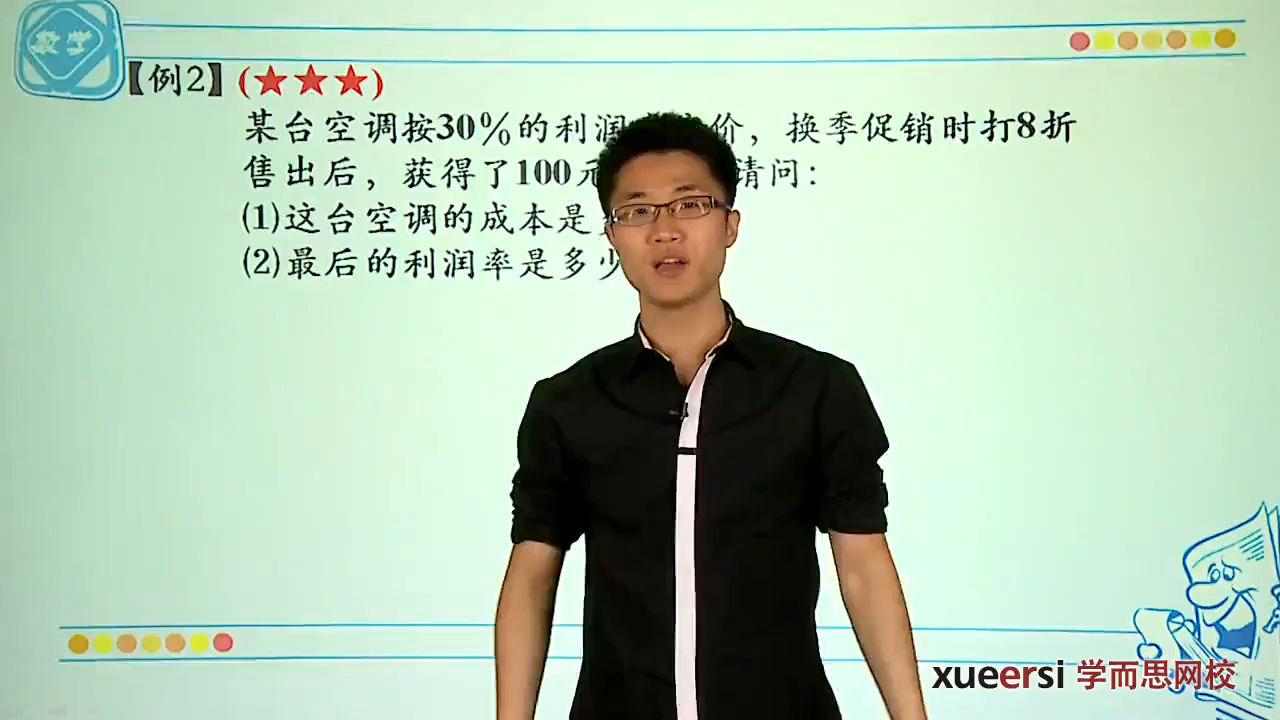 数学
【例2】(★★★)
某台空调按30%的利润 价，换季促销时打8折
售出后，获得了100元 请问：
(1)这台空调的成本是
(2)最后的利润率是多少
xueersi 学而思网校